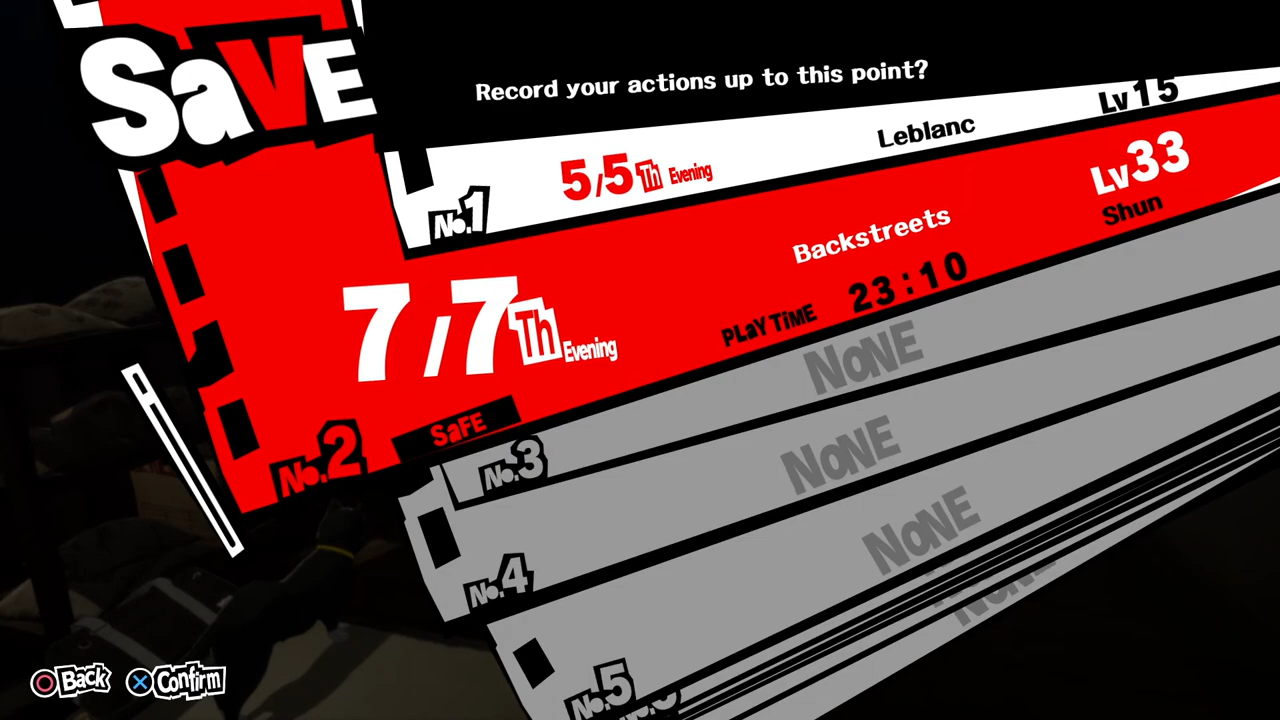 SaVE
Record your actions up to this point?
No.1
5/5Th Evening
Leblanc
Lv15
No.2
7/7Th Evening
Backstreets
Lv33
Shun
PLaY TiME 23:10
SaFE
No.3
NoNE
No.4
NoNE
No.5
NoNE
Back
Confirm